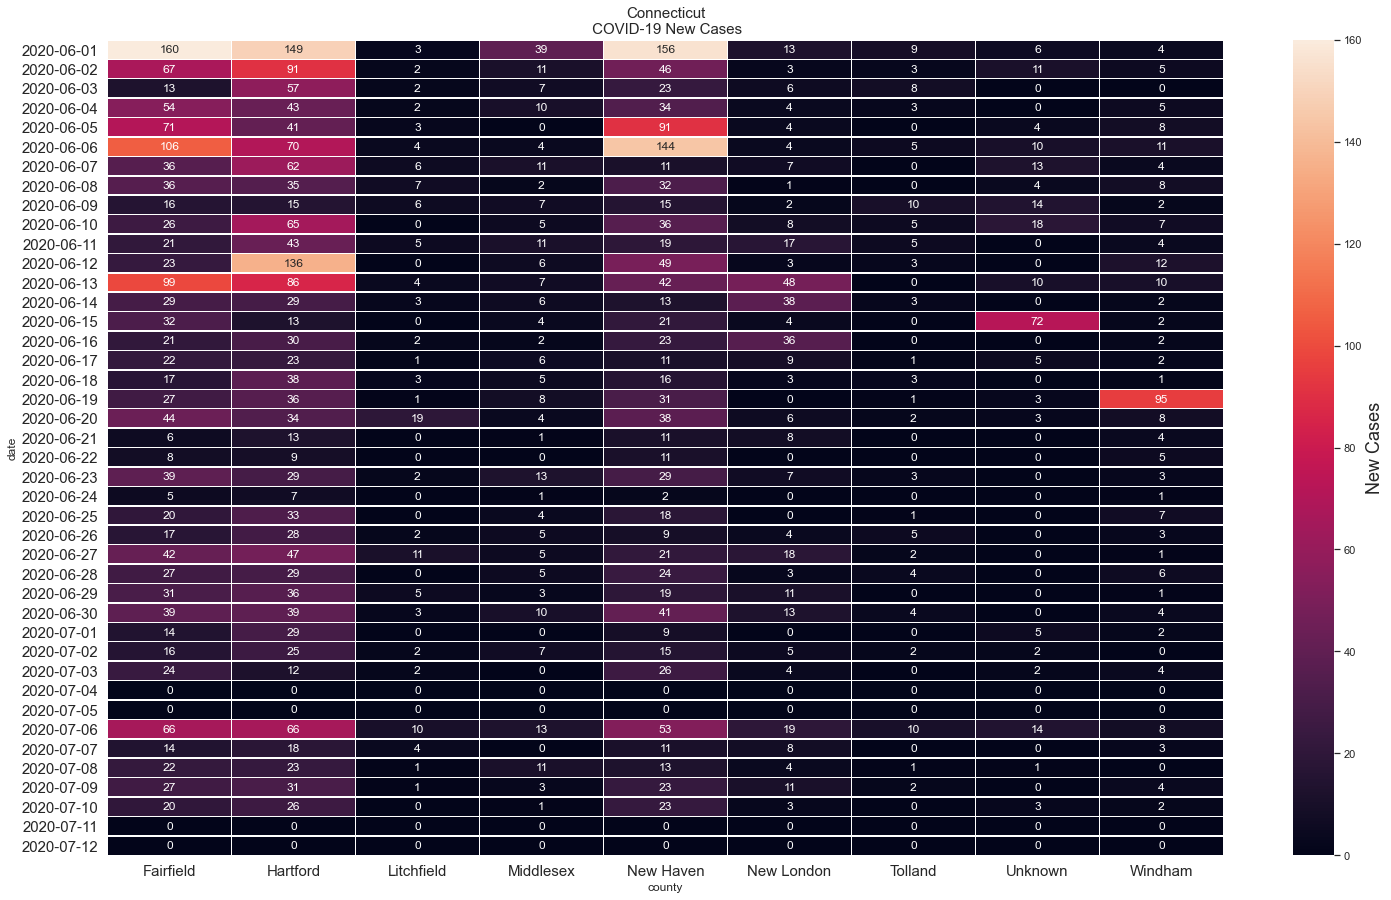 Connecticut
COVID-19 New Cases
2020-06-01 160 149 3 39 156 13 9 6 4
2020-06-02 67 91 2 11 46 3 3 11 5
2020-06-03 13 57 2 7 23 6 8 0 0
2020-06-04 54 43 2 10 34 4 3 0 5
2020-06-05 71 41 3 0 91 4 0 4 8
2020-06-06 106 70 4 4 144 4 5 10 11
2020-06-07 36 62 6 11 11 7 0 13 4
2020-06-08 36 35 7 2 32 1 0 4 8
2020-06-09 16 15 6 7 15 2 10 14 2
2020-06-10 26 65 0 5 36 8 5 18 7
2020-06-11 21 43 5 11 19 17 5 0 4
2020-06-12 23 136 0 6 49 3 3 0 12
2020-06-13 99 86 4 7 42 48 0 10 10
2020-06-14 29 29 3 6 13 38 3 0 2
2020-06-15 32 13 0 4 21 4 0 72 2
2020-06-16 21 30 2 2 23 36 0 0 2
2020-06-17 22 23 1 6 11 9 1 5 2
2020-06-18 17 38 3 5 16 3 3 0 1
2020-06-19 27 36 1 8 31 0 1 3 95
2020-06-20 44 34 19 4 38 6 2 3 8
2020-06-21 6 13 0 1 11 8 0 0 4
2020-06-22 8 9 0 0 11 0 0 0 5
2020-06-23 39 29 2 13 29 7 3 0 4
2020-06-24 5 7 0 1 2 0 0 0 1
2020-06-25 20 33 0 4 18 0 1 0 7
2020-06-26 17 28 2 5 9 4 5 0 3
2020-06-27 42 47 11 5 21 18 2 0 1
2020-06-28 27 29 0 5 24 3 4 0 6
2020-06-29 31 36 5 3 19 11 0 0 1
2020-06-30 39 39 3 10 41 13 4 0 4
2020-07-01 14 29 0 0 9 0 0 5 2
2020-07-02 16 25 2 7 15 5 2 2 0
2020-07-03 24 12 2 0 26 4 0 2 4
2020-07-04 0 0 0 0 0 0 0 0 0
2020-07-05 0 0 0 0 0 0 0 0 0
2020-07-06 66 66 10 13 53 19 10 14 8
2020-07-07 14 18 4 0 11 8 0 0 3
2020-07-08 22 23 1 11 13 4 1 1 0
2020-07-09 27 31 1 3 23 11 2 0 4
2020-07-10 20 26 0 1 23 3 0 3 2
2020-07-11 0 0 0 0 0 0 0 0 0
2020-07-12 0 0 0 0 0 0 0 0 0
Fairfield Hartford Litchfield Middlesex New Haven New London Tolland Unknown Windham
county
date
160
140
120
100
80
60
40
20
0
New Cases